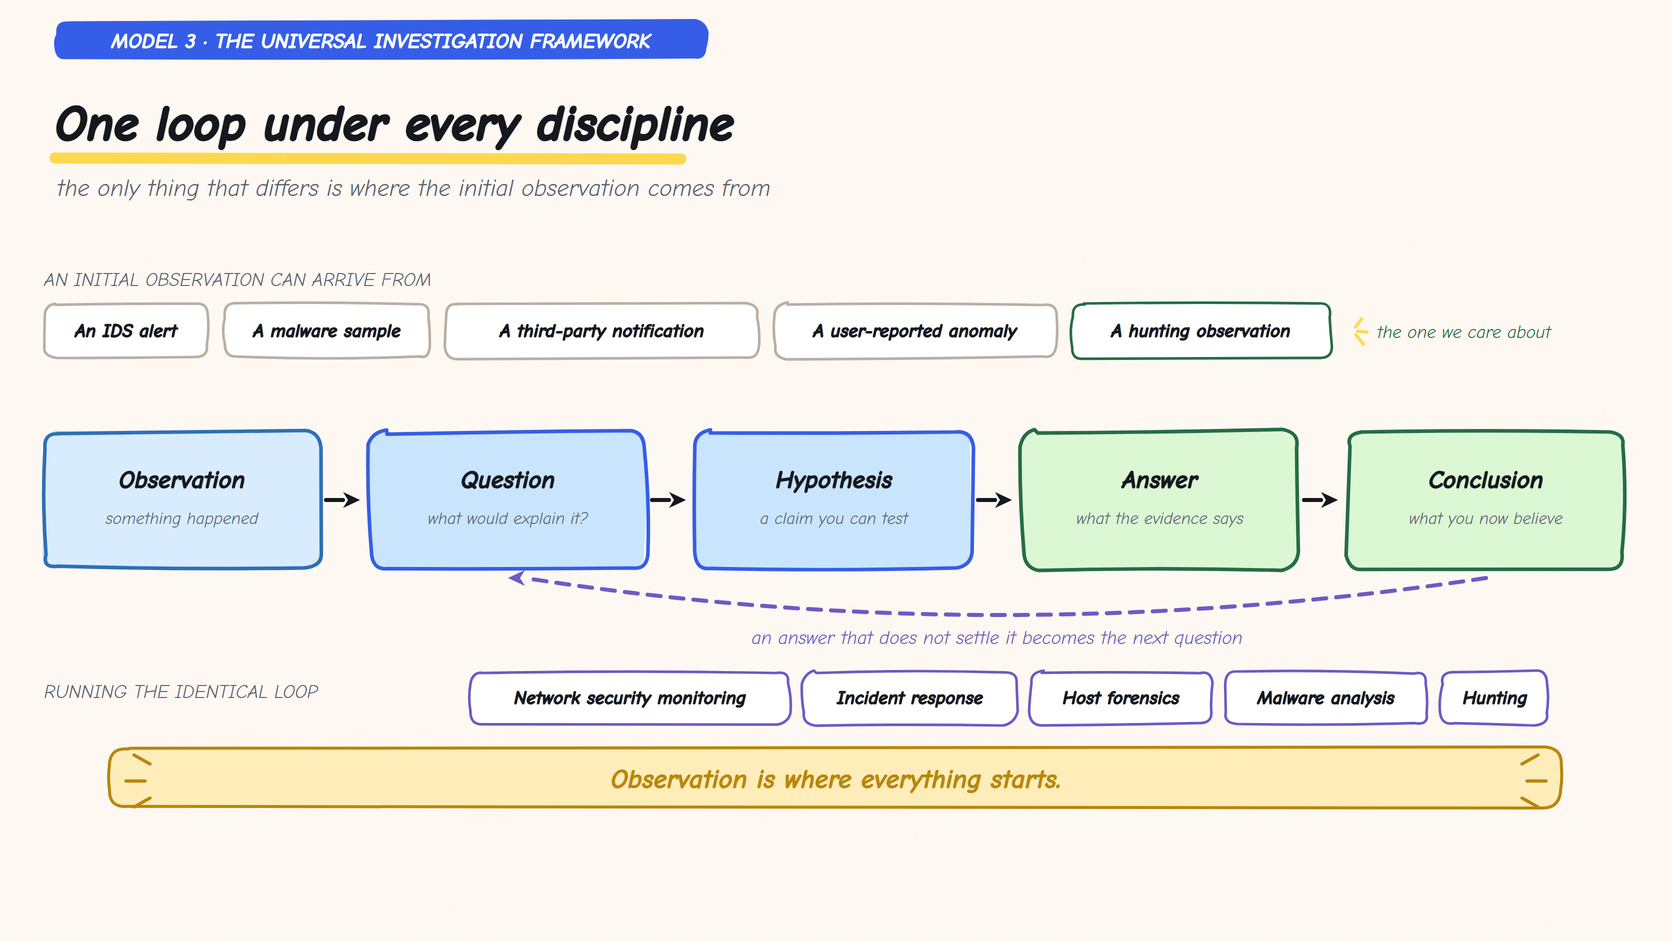 MODEL 3 · THE UNIVERSAL INVESTIGATION FRAMEWORK
One loop under every discipline
the only thing that differs is where the initial observation comes from
AN INITIAL OBSERVATION CAN ARRIVE FROM
An IDS alert
A malware sample
A third-party notification
A user-reported anomaly
A hunting observation
the one we care about
Observation
something happened
Question
what would explain it?
Hypothesis
a claim you can test
Answer
what the evidence says
Conclusion
what you now believe
an answer that does not settle it becomes the next question
RUNNING THE IDENTICAL LOOP
Network security monitoring
Incident response
Host forensics
Malware analysis
Hunting
Observation is where everything starts.